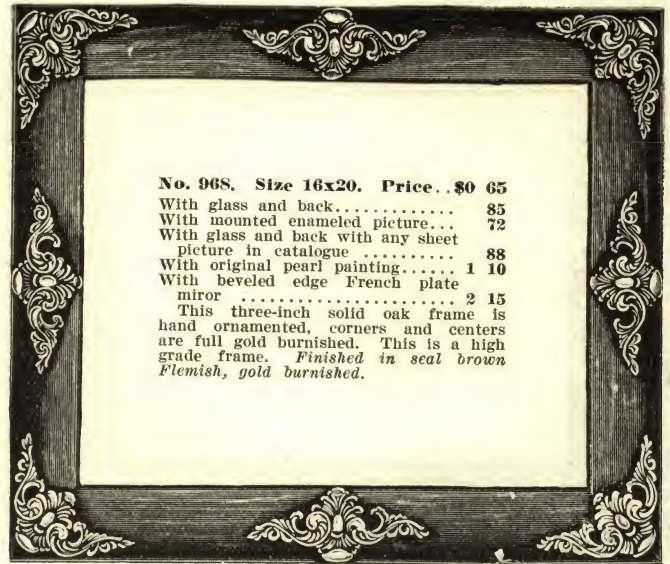 No. 968. Size 16x20. Price..$0 65
With glass and back............. 85
With mounted enameled picture... 72
With glass and back with any sheet
picture in catalogue .......... 88
With original pearl painting...... 1 10
With beveled edge French plate
miror ........................ 2 15
This three-inch solid oak frame is
hand ornamented, corners and centers
are full gold burnished. This is a high
grade frame. Finished in seal brown
Flemish, gold burnished.